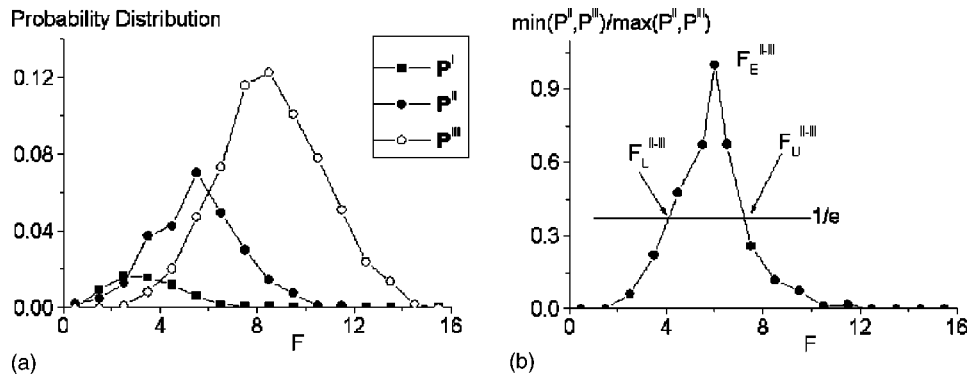 Probability Distribution
0.12
0.08
0.04
0.00
0 4 8 12 16
F
P^I
P^II
P^III
(a)
min(P^II,P^III)/max(P^II,P^III)
0.9
0.6
0.3
0.0
0 4 8 12 16
F
F_E^II-III
F_L^II-III
F_U^II-III
1/e
(b)